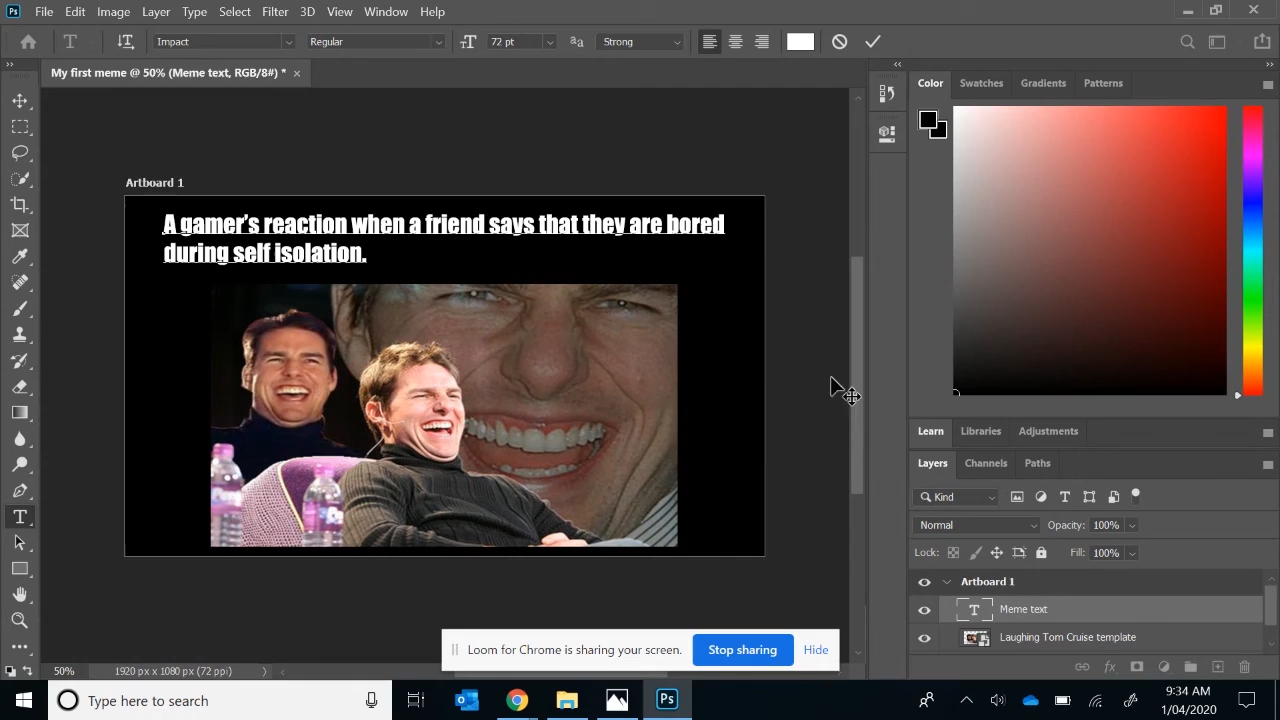 Ps File Edit Image Layer Type Select Filter 3D View Window Help
T Impact Regular 72 pt aa Strong
My first meme @ 50% (Meme text, RGB/8#) * ×
Color Swatches Gradients Patterns
Artboard 1
A gamer's reaction when a friend says that they are bored
during self isolation.
Learn Libraries Adjustments
Layers Channels Paths
Kind
Normal Opacity: 100%
Lock: Fill: 100%
Artboard 1
T Meme text
Laughing Tom Cruise template
Loom for Chrome is sharing your screen. Stop sharing Hide
50% 1920 px x 1080 px (72 ppi)
Type here to search
Ps
9:34 AM
1/04/2020